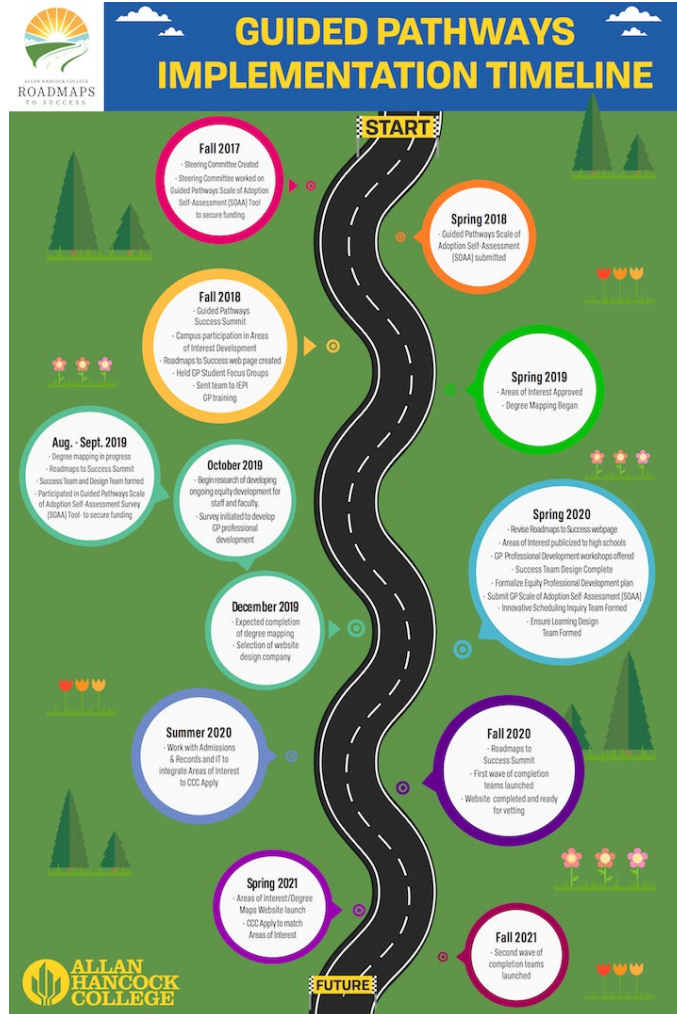 ALLAN HANCOCK COLLEGE
ROADMAPS
TO SUCCESS
GUIDED PATHWAYS
IMPLEMENTATION TIMELINE
START
Fall 2017
· Steering Committee Created
· Steering Committee worked on
Guided Pathways Scale of Adoption
Self-Assessment (SOAA) Tool
to secure funding
Spring 2018
· Guided Pathways Scale of
Adoption Self-Assessment
(SOAA) submitted
Fall 2018
· Guided Pathways
Success Summit
· Campus participation in Areas
of Interest Development
· Roadmaps to Success web page created
· Held GP Student Focus Groups
· Sent team to IEPI
GP training
Spring 2019
· Areas of Interest Approved
· Degree Mapping Began
Aug. - Sept. 2019
· Degree mapping in progress
· Roadmaps to Success Summit
· Success Team and Design Team formed
· Participated in Guided Pathways Scale
of Adoption Self-Assessment Survey
(SOAA) Tool- to secure funding
October 2019
· Begin research of developing
ongoing equity development for
staff and faculty.
· Survey initiated to develop
GP professional
development
Spring 2020
· Revise Roadmaps to Success webpage
· Areas of Interest publicized to high schools
· GP Professional Development workshops offered
· Success Team Design Complete
· Formalize Equity Professional Development plan
· Submit GP Scale of Adoption Self-Assessment (SOAA)
· Innovative Scheduling Inquiry Team Formed
· Ensure Learning Design
Team Formed
December 2019
· Expected completion
of degree mapping
· Selection of website
design company
Summer 2020
· Work with Admissions
& Records and IT to
integrate Areas of Interest
to CCC Apply
Fall 2020
· Roadmaps to
Success Summit
· First wave of completion
teams launched
· Website completed and ready
for vetting
Spring 2021
· Areas of Interest/Degree
Maps Website launch
· CCC Apply to match
Areas of Interest
Fall 2021
· Second wave of
completion teams
launched
FUTURE
ALLAN
HANCOCK
COLLEGE